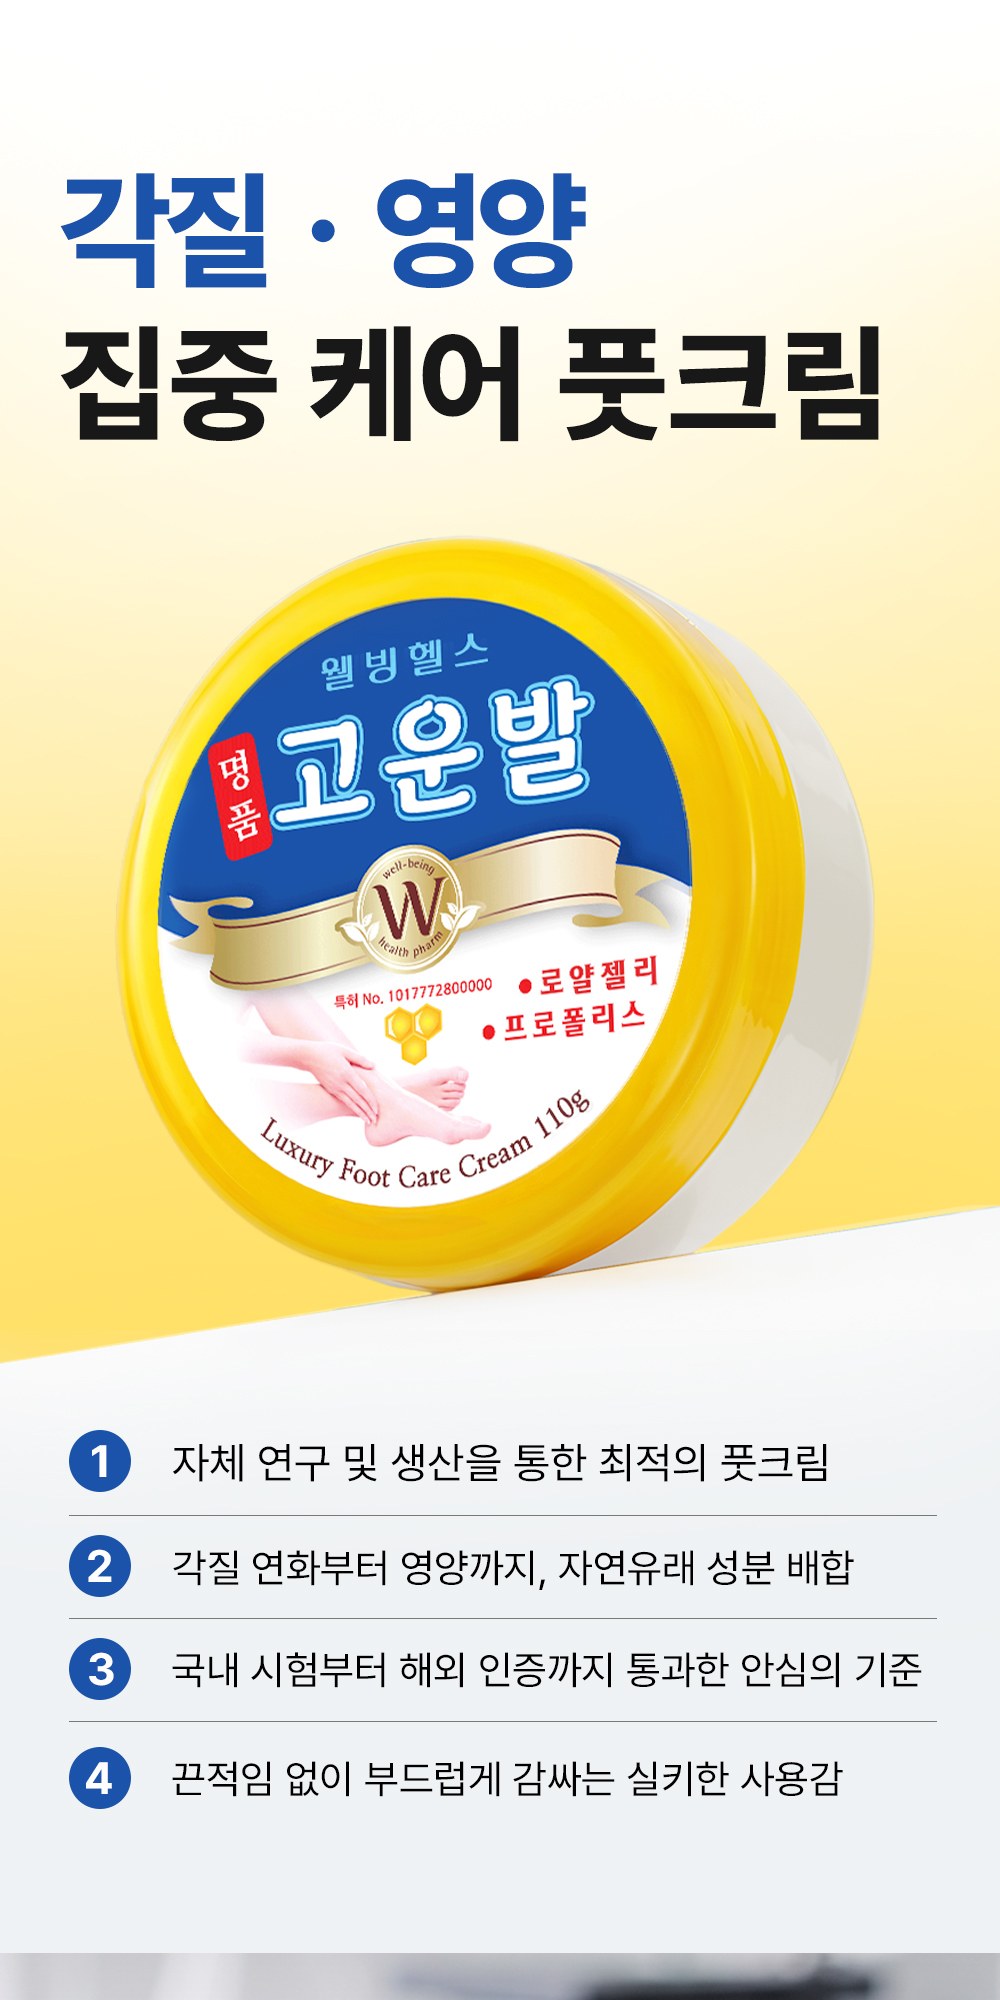 각질 · 영양
집중 케어 풋크림
웰빙헬스
명품
고운발
well-being
W
health pharm
특허 No. 1017772800000
● 로얄젤리
● 프로폴리스
Luxury Foot Care Cream 110g
1 자체 연구 및 생산을 통한 최적의 풋크림
2 각질 연화부터 영양까지, 자연유래 성분 배합
3 국내 시험부터 해외 인증까지 통과한 안심의 기준
4 끈적임 없이 부드럽게 감싸는 실키한 사용감